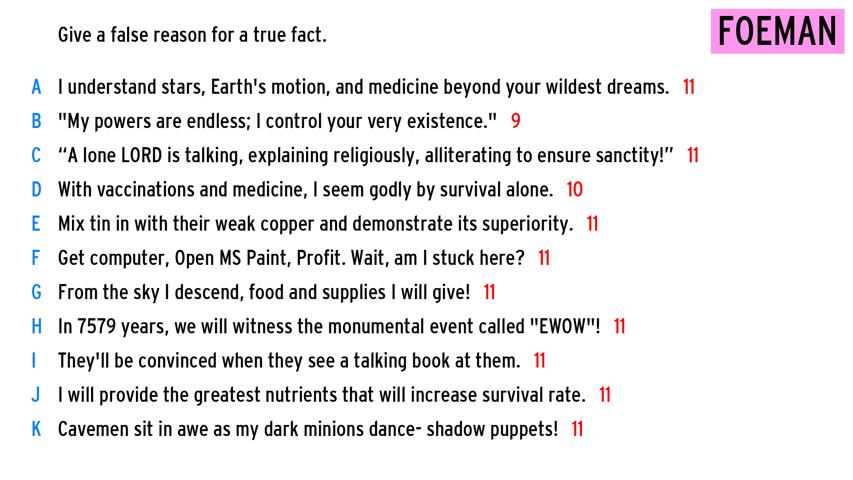 Give a false reason for a true fact.
FOEMAN
A I understand stars, Earth's motion, and medicine beyond your wildest dreams. 11
B "My powers are endless; I control your very existence." 9
C “A lone LORD is talking, explaining religiously, alliterating to ensure sanctity!” 11
D With vaccinations and medicine, I seem godly by survival alone. 10
E Mix tin in with their weak copper and demonstrate its superiority. 11
F Get computer, Open MS Paint, Profit. Wait, am I stuck here? 11
G From the sky I descend, food and supplies I will give! 11
H In 7579 years, we will witness the monumental event called "EWOW"! 11
I They'll be convinced when they see a talking book at them. 11
J I will provide the greatest nutrients that will increase survival rate. 11
K Cavemen sit in awe as my dark minions dance- shadow puppets! 11